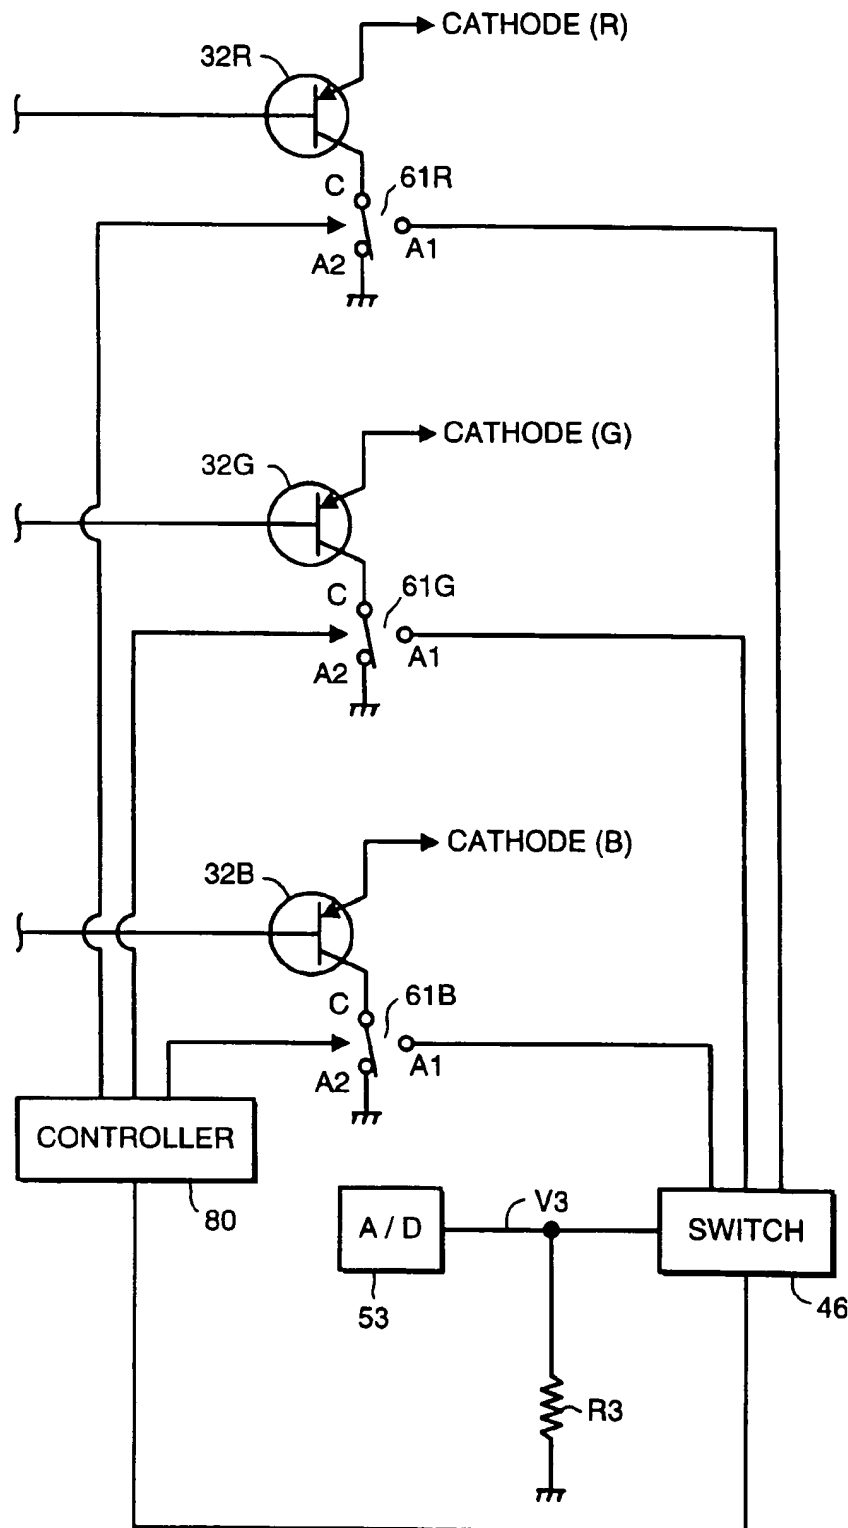 CATHODE (R)
32R
C
61R
A2
A1
CATHODE (G)
32G
C
61G
A2
A1
CATHODE (B)
32B
C
61B
A2
A1
CONTROLLER
80
A / D
V3
SWITCH
53
46
R3